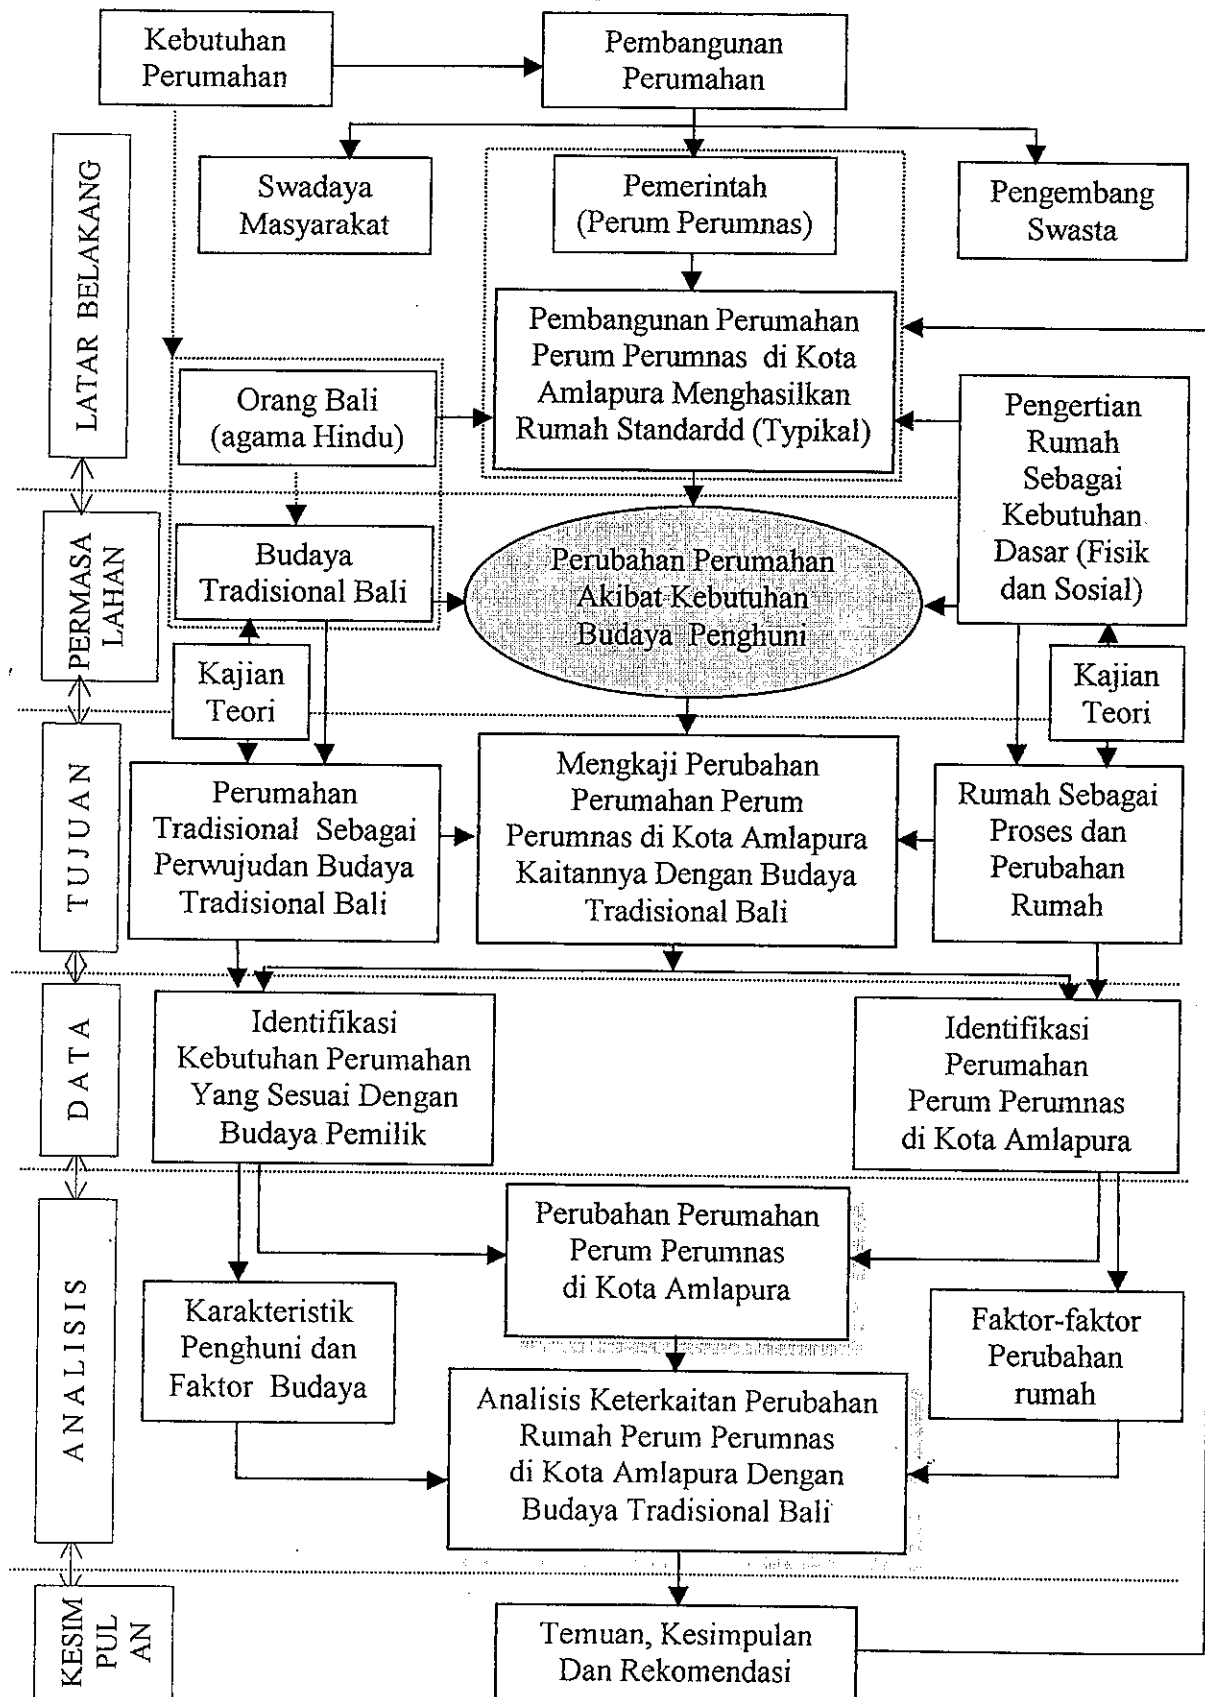 Kebutuhan
Perumahan
Pembangunan
Perumahan
LATAR BELAKANG
Swadaya
Masyarakat
Pemerintah
(Perum Perumnas)
Pengembang
Swasta
Pembangunan Perumahan
Perum Perumnas di Kota
Amlapura Menghasilkan
Rumah Standardd (Typikal)
Orang Bali
(agama Hindu)
Pengertian
Rumah
Sebagai
Kebutuhan
Dasar (Fisik
dan Sosial)
PERMASA
LAHAN
Budaya
Tradisional Bali
Perubahan Perumahan
Akibat Kebutuhan
Budaya Penghuni
Kajian
Teori
Kajian
Teori
TUJUAN
Perumahan
Tradisional Sebagai
Perwujudan Budaya
Tradisional Bali
Mengkaji Perubahan
Perumahan Perum
Perumnas di Kota Amlapura
Kaitannya Dengan Budaya
Tradisional Bali
Rumah Sebagai
Proses dan
Perubahan
Rumah
DATA
Identifikasi
Kebutuhan Perumahan
Yang Sesuai Dengan
Budaya Pemilik
Identifikasi
Perumahan
Perum Perumnas
di Kota Amlapura
ANALISIS
Perubahan Perumahan
Perum Perumnas
di Kota Amlapura
Karakteristik
Penghuni dan
Faktor Budaya
Faktor-faktor
Perubahan
rumah
Analisis Keterkaitan Perubahan
Rumah Perum Perumnas
di Kota Amlapura Dengan
Budaya Tradisional Bali
KESIM
PUL
AN
Temuan, Kesimpulan
Dan Rekomendasi